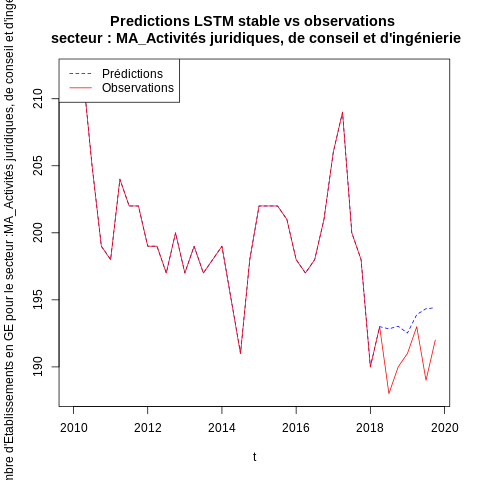 Predictions LSTM stable vs observations
secteur : MA_Activités juridiques, de conseil et d'ingénierie
mbre d'Etablissements en GE pour le secteur :MA_Activités juridiques, de conseil et d'ingé
Prédictions
Observations
210
205
200
195
190
2010
2012
2014
2016
2018
2020
t